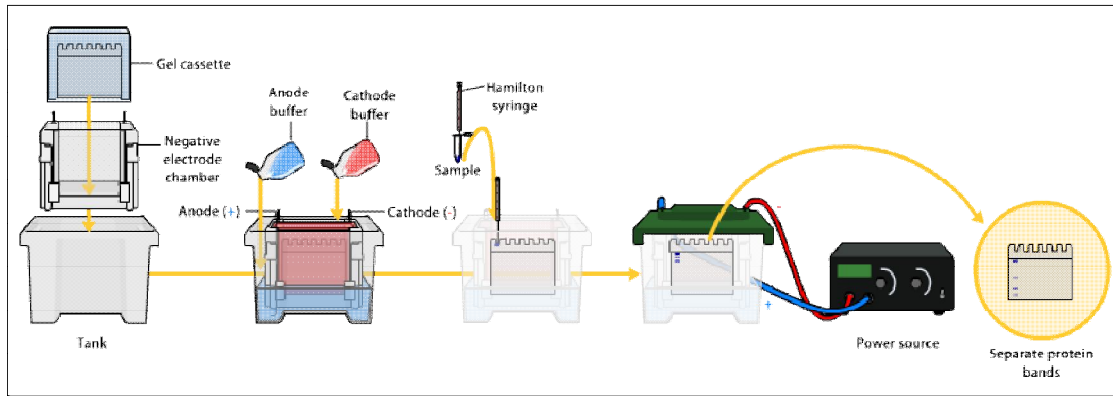 Gel cassette
Negative
electrode
chamber
Tank
Anode
buffer
Cathode
buffer
Anode (+)
Cathode (-)
Hamilton
syringe
Sample
-
+
Power source
Separate protein
bands